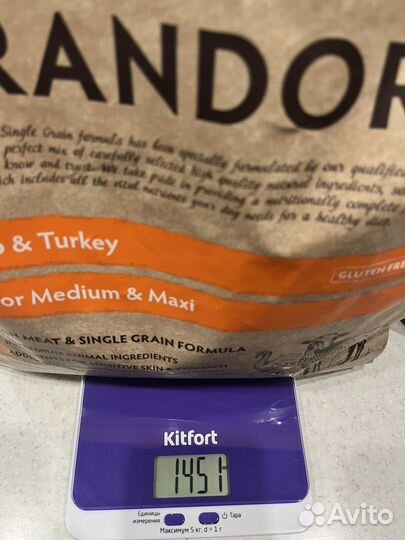 RANDOR
Single Grain formula has been specially formulated by our qualified
perfect mix of carefully selected high quality natural ingredients,
know and trust. We take pride in providing a nutritionally complete
ich includes all the vital nutrients your dog needs for a healthy diet.
& Turkey
GLUTEN FREE
or Medium & Maxi
MEAT & SINGLE GRAIN FORMULA
ANIMAL INGREDIENTS
SKIN & STOMACH
Kitfort
1451
Единицы
измерения
Тара
Максимум 5 кг. d = 1 г
Avito